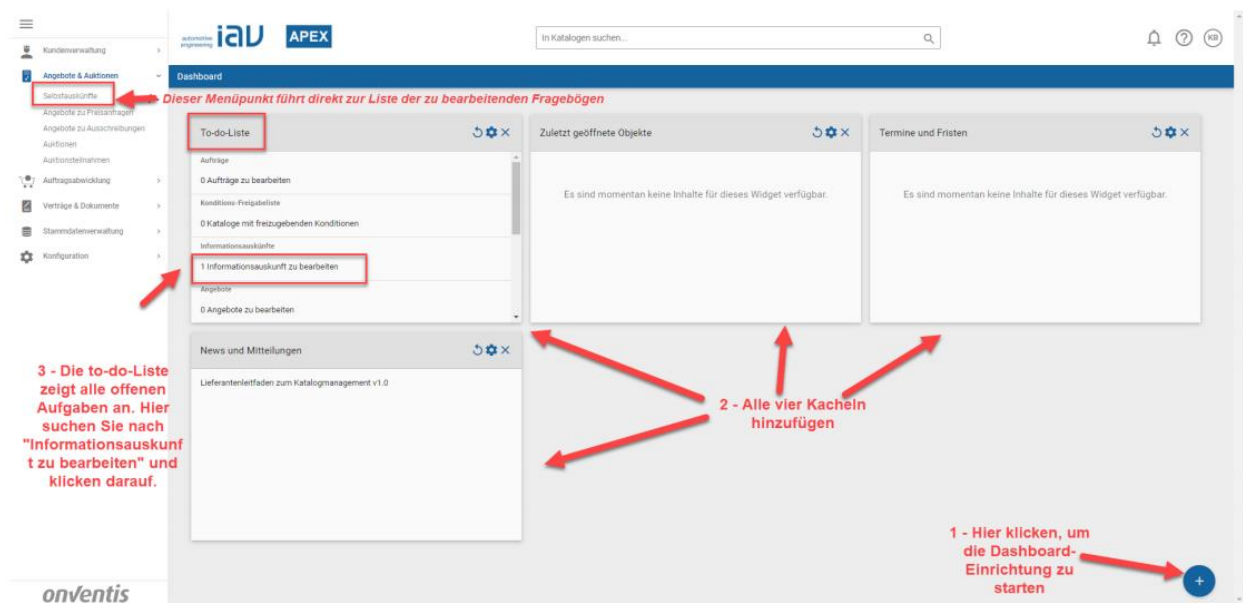 automotive engineering iav
APEX
In Katalogen suchen...
KB
Kundenverwaltung
Angebote & Auktionen
Selbstauskünfte
Angebote zu Preisanfragen
Angebote zu Ausschreibungen
Auktionen
Auktionsteilnahmen
Auftragsabwicklung
Verträge & Dokumente
Stammdatenverwaltung
Konfiguration
Dashboard
Dieser Menüpunkt führt direkt zur Liste der zu bearbeitenden Fragebögen
To-do-Liste
Aufträge
0 Aufträge zu bearbeiten
Konditions-Freigabeliste
0 Kataloge mit freizugebenden Konditionen
Informationsauskünfte
1 Informationsauskunft zu bearbeiten
Angebote
0 Angebote zu bearbeiten
Zuletzt geöffnete Objekte
Es sind momentan keine Inhalte für dieses Widget verfügbar.
Termine und Fristen
Es sind momentan keine Inhalte für dieses Widget verfügbar.
News und Mitteilungen
Lieferantenleitfaden zum Katalogmanagement v1.0
3 - Die to-do-Liste
zeigt alle offenen
Aufgaben an. Hier
suchen Sie nach
"Informationsauskunf
t zu bearbeiten" und
klicken darauf.
2 - Alle vier Kacheln
hinzufügen
1 - Hier klicken, um
die Dashboard-
Einrichtung zu
starten
+
onventis